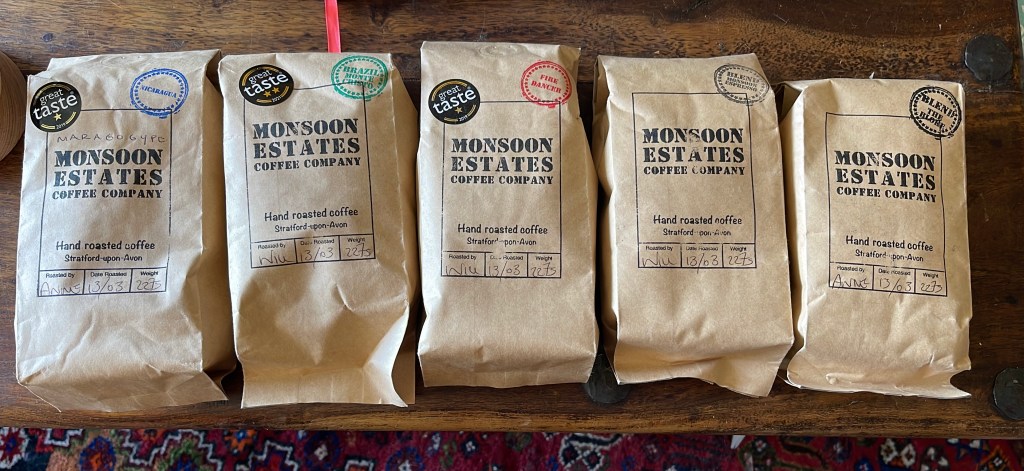 great
taste
NICARAGUA
MARAGOGYPE
MONSOON
ESTATES
COFFEE COMPANY
Hand roasted coffee
Stratford-upon-Avon
Roasted by
Date Roasted
Weight
ANNE
13/03
227g
great
taste
BRAZIL
MONSOON
ESTATES
COFFEE COMPANY
Hand roasted coffee
Stratford-upon-Avon
Roasted by
Date Roasted
Weight
13/03
227g
great
taste
FIRE
DANCER
MONSOON
ESTATES
COFFEE COMPANY
Hand roasted coffee
Stratford-upon-Avon
Roasted by
Date Roasted
Weight
13/03
227g
BLEND
ESPRESSO
MONSOON
ESTATES
COFFEE COMPANY
Hand roasted coffee
Stratford-upon-Avon
Roasted by
Date Roasted
Weight
13/03
227g
BLEND
THE
MONSOON
ESTATES
COFFEE COMPANY
Hand roasted coffee
Stratford-upon-Avon
Roasted by
Date Roasted
Weight
ANNE
13/03
227g